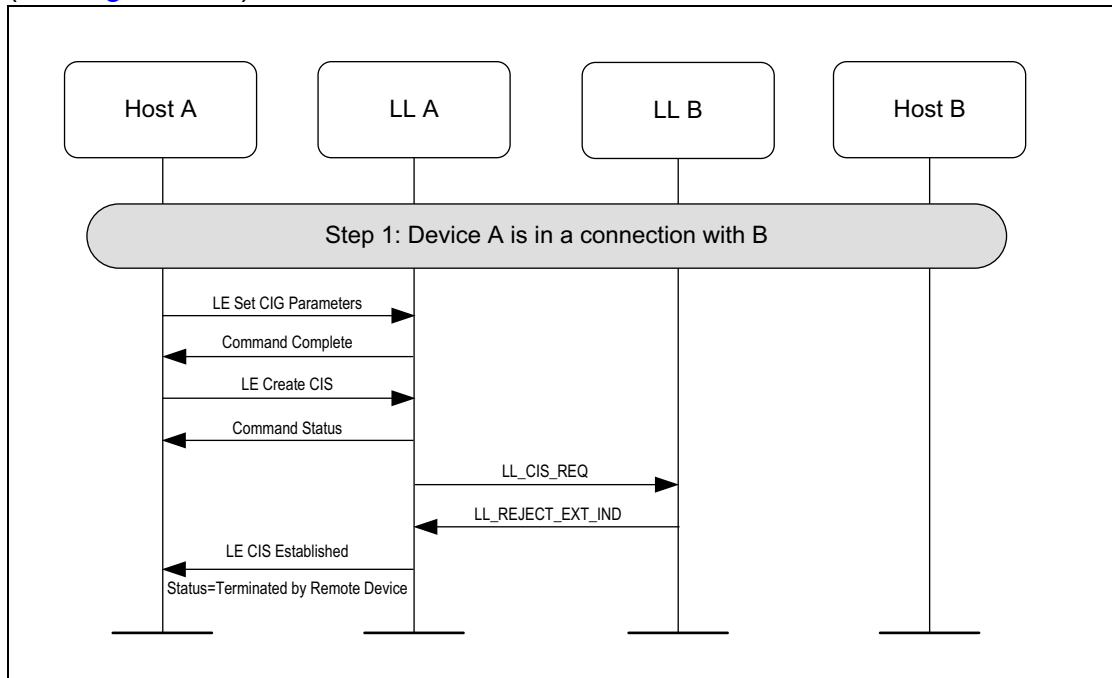 Host A
LL A
LL B
Host B
Step 1: Device A is in a connection with B
LE Set CIG Parameters
Command Complete
LE Create CIS
Command Status
LL_CIS_REQ
LL_REJECT_EXT_IND
LE CIS Established
Status=Terminated by Remote Device